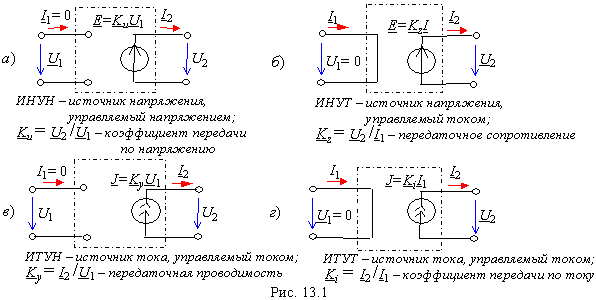 I1= 0 E=KuU1 I2
а) U1 U2
ИНУН – источник напряжения,
управляемый напряжением;
Ku = U2/U1 – коэффициент передачи
по напряжению
I1 E=KzI I2
б) U1= 0 U2
ИНУТ – источник напряжения,
управляемый током;
Kz = U2/I1 – передаточное сопротивление
I1= 0 J=KyU1 I2
в) U1 U2
ИТУН – источник тока, управляемый током;
Ky = I2/U1 – передаточная проводимость
I1 J=KiI1 I2
г) U1= 0 U2
ИТУТ – источник тока, управляемый током;
Ki = I2/I1 – коэффициент передачи по току
Рис. 13.1